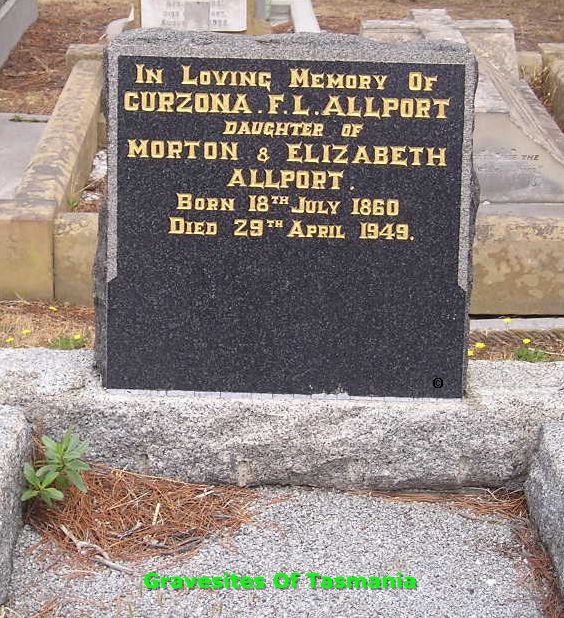 In Loving Memory Of
CURZONA.F.L.ALLPORT
DAUGHTER OF
MORTON & ELIZABETH
ALLPORT.
Born 18TH July 1860
Died 29TH April 1949.
Gravesites Of Tasmania